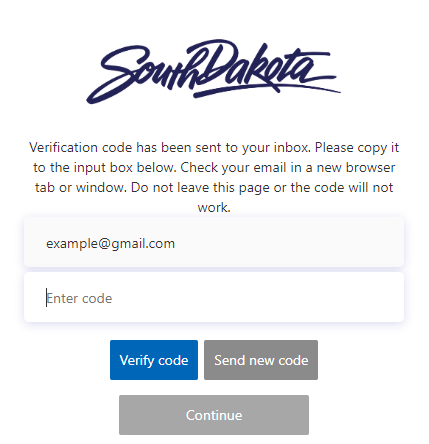 South Dakota
Verification code has been sent to your inbox. Please copy it
to the input box below. Check your email in a new browser
tab or window. Do not leave this page or the code will not
work.
example@gmail.com
Enter code
Verify code Send new code
Continue